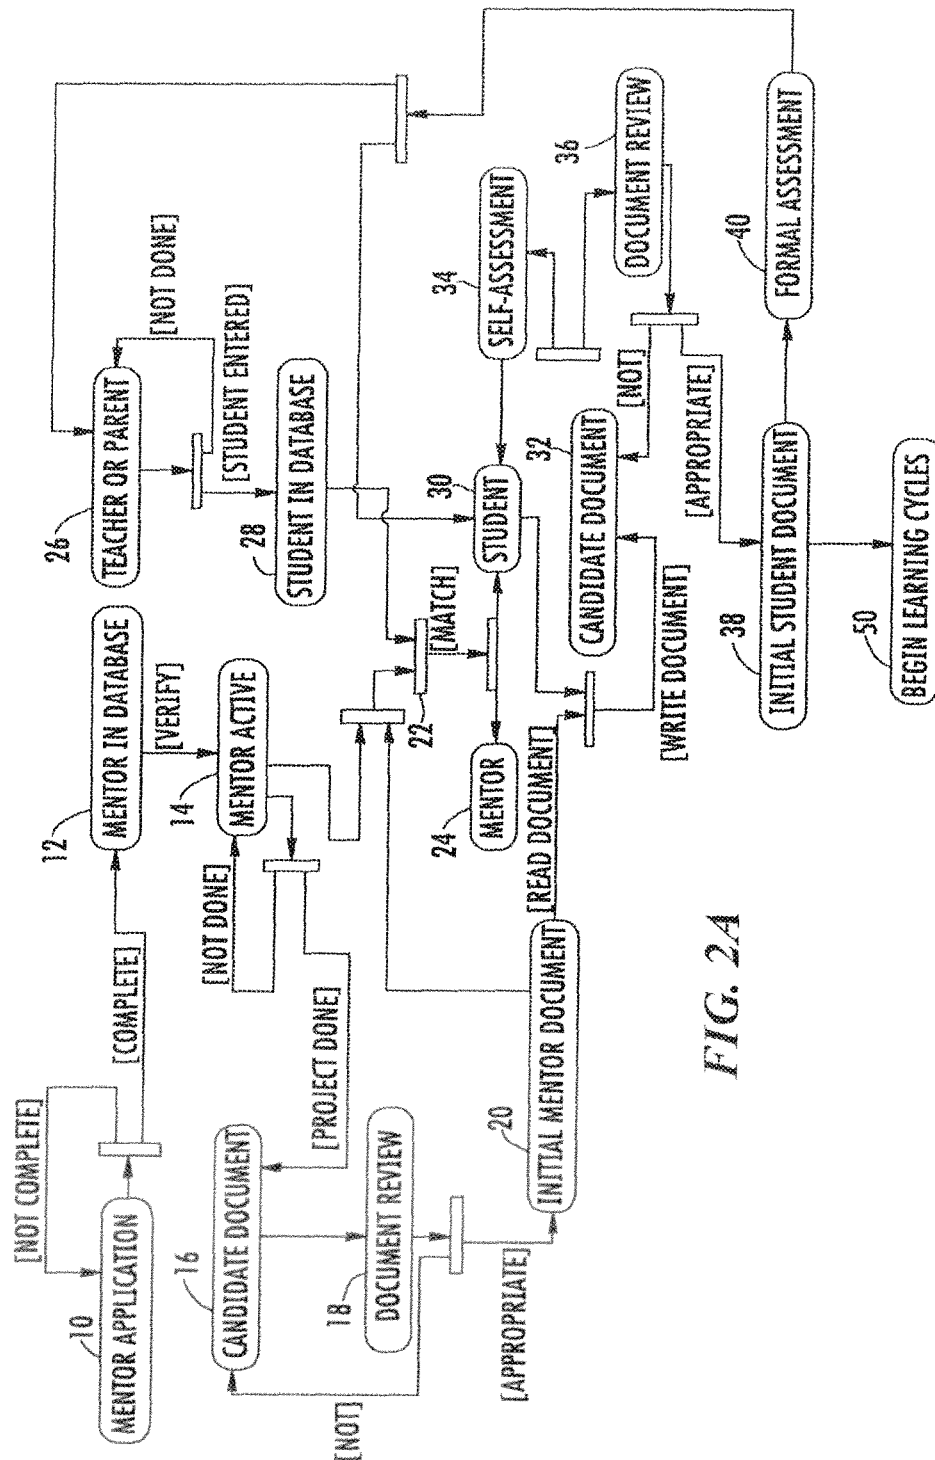 [NOT COMPLETE]
10
MENTOR APPLICATION
[COMPLETE]
12
MENTOR IN DATABASE
[VERIFY]
14
MENTOR ACTIVE
[NOT DONE]
[PROJECT DONE]
16
CANDIDATE DOCUMENT
18
DOCUMENT REVIEW
[NOT]
[APPROPRIATE]
20
INITIAL MENTOR DOCUMENT
[READ DOCUMENT]
22
[MATCH]
24
MENTOR
26
TEACHER OR PARENT
[NOT DONE]
[STUDENT ENTERED]
28
STUDENT IN DATABASE
30
STUDENT
34
SELF-ASSESSMENT
32
CANDIDATE DOCUMENT
[WRITE DOCUMENT]
36
DOCUMENT REVIEW
[NOT]
[APPROPRIATE]
38
INITIAL STUDENT DOCUMENT
40
FORMAL ASSESSMENT
50
BEGIN LEARNING CYCLES
FIG. 2A